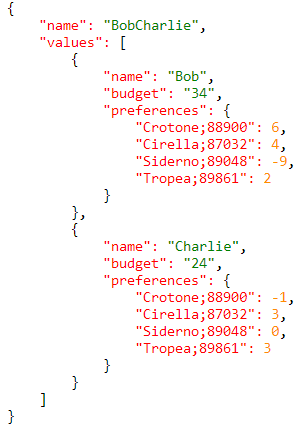 {
    "name": "BobCharlie",
    "values": [
        {
            "name": "Bob",
            "budget": "34",
            "preferences": {
                "Crotone;88900": 6,
                "Cirella;87032": 4,
                "Siderno;89048": -9,
                "Tropea;89861": 2
            }
        },
        {
            "name": "Charlie",
            "budget": "24",
            "preferences": {
                "Crotone;88900": -1,
                "Cirella;87032": 3,
                "Siderno;89048": 0,
                "Tropea;89861": 3
            }
        }
    ]
}